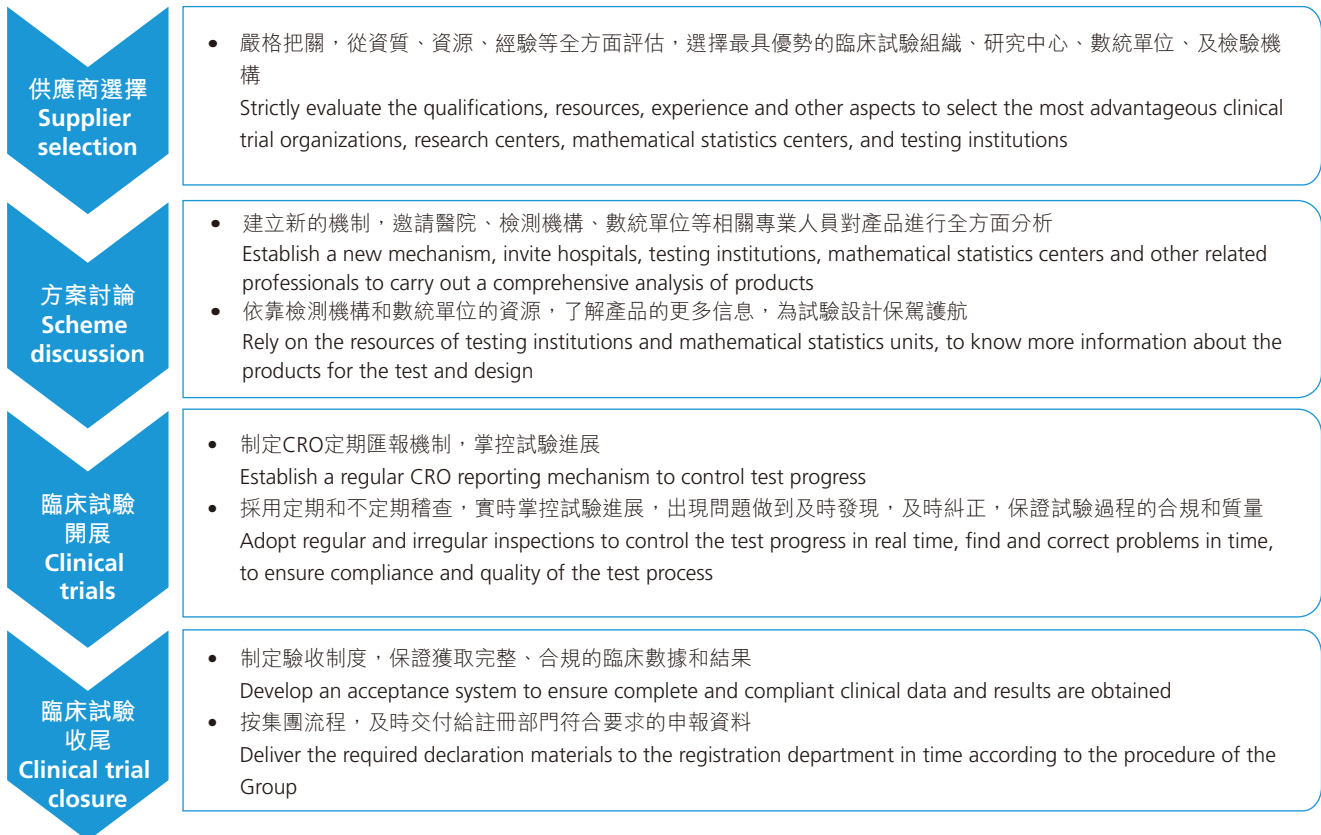 供應商選擇
Supplier
selection
• 嚴格把關，從資質、資源、經驗等全方面評估，選擇最具優勢的臨床試驗組織、研究中心、數統單位、及檢驗機
構
Strictly evaluate the qualifications, resources, experience and other aspects to select the most advantageous clinical
trial organizations, research centers, mathematical statistics centers, and testing institutions
方案討論
Scheme
discussion
• 建立新的機制，邀請醫院、檢測機構、數統單位等相關專業人員對產品進行全方面分析
Establish a new mechanism, invite hospitals, testing institutions, mathematical statistics centers and other related
professionals to carry out a comprehensive analysis of products
• 依靠檢測機構和數統單位的資源，了解產品的更多信息，為試驗設計保駕護航
Rely on the resources of testing institutions and mathematical statistics units, to know more information about the
products for the test and design
臨床試驗
開展
Clinical
trials
• 制定CRO定期匯報機制，掌控試驗進展
Establish a regular CRO reporting mechanism to control test progress
• 採用定期和不定期稽查，實時掌控試驗進展，出現問題做到及時發現，及時糾正，保證試驗過程的合規和質量
Adopt regular and irregular inspections to control the test progress in real time, find and correct problems in time,
to ensure compliance and quality of the test process
臨床試驗
收尾
Clinical trial
closure
• 制定驗收制度，保證獲取完整、合規的臨床數據和結果
Develop an acceptance system to ensure complete and compliant clinical data and results are obtained
• 按集團流程，及時交付給註冊部門符合要求的申報資料
Deliver the required declaration materials to the registration department in time according to the procedure of the
Group